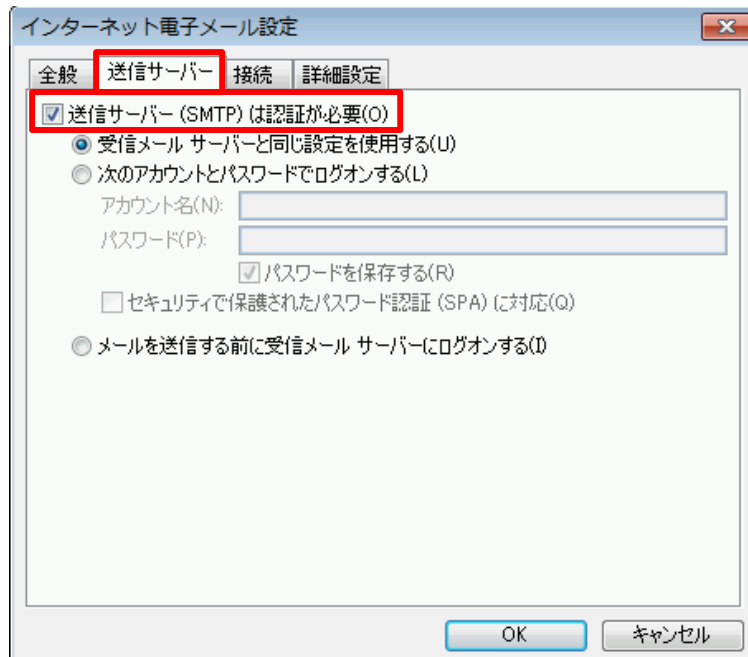 インターネット電子メール設定
全般 送信サーバー 接続 詳細設定
送信サーバー (SMTP) は認証が必要(O)
受信メール サーバーと同じ設定を使用する(U)
次のアカウントとパスワードでログオンする(L)
アカウント名(N):
パスワード(P):
パスワードを保存する(R)
セキュリティで保護されたパスワード認証 (SPA) に対応(Q)
メールを送信する前に受信メール サーバーにログオンする(I)
OK キャンセル